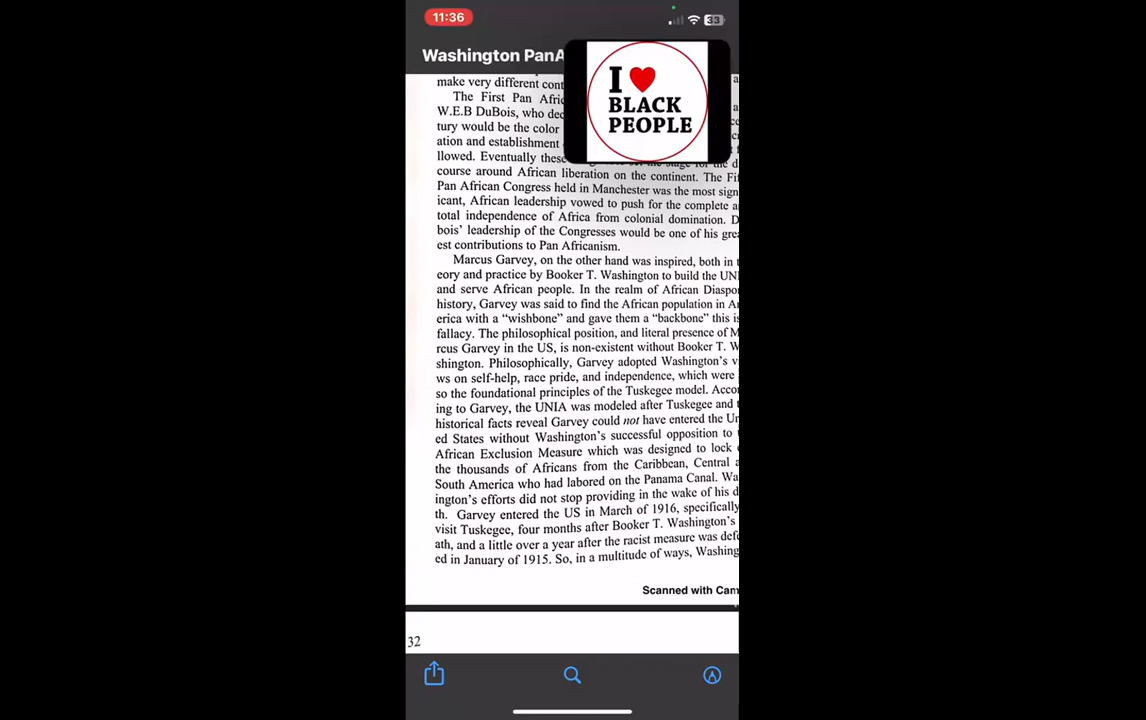 11:36
33
Washington PanA
I
BLACK
PEOPLE
make very different cont
The First Pan Afric
W.E.B DuBois, who dec
tury would be the color
ation and establishment
llowed. Eventually these stage for the d
course around African liberation on the continent. The Fif
Pan African Congress held in Manchester was the most sign
icant, African leadership vowed to push for the complete a
total independence of Africa from colonial domination. D
bois’ leadership of the Congresses would be one of his grea
est contributions to Pan Africanism.
Marcus Garvey, on the other hand was inspired, both in t
eory and practice by Booker T. Washington to build the UNI
and serve African people. In the realm of African Diaspor
history, Garvey was said to find the African population in Am
erica with a “wishbone” and gave them a “backbone” this is
fallacy. The philosophical position, and literal presence of M
rcus Garvey in the US, is non-existent without Booker T. W
shington. Philosophically, Garvey adopted Washington’s v
ws on self-help, race pride, and independence, which were
so the foundational principles of the Tuskegee model. Acco
ing to Garvey, the UNIA was modeled after Tuskegee and t
historical facts reveal Garvey could not have entered the Un
ed States without Washington’s successful opposition to
African Exclusion Measure which was designed to lock
the thousands of Africans from the Caribbean, Central a
South America who had labored on the Panama Canal. Wa
ington’s efforts did not stop providing in the wake of his d
th. Garvey entered the US in March of 1916, specifically
visit Tuskegee, four months after Booker T. Washington’s
ath, and a little over a year after the racist measure was defe
ed in January of 1915. So, in a multitude of ways, Washing
Scanned with Cam
32